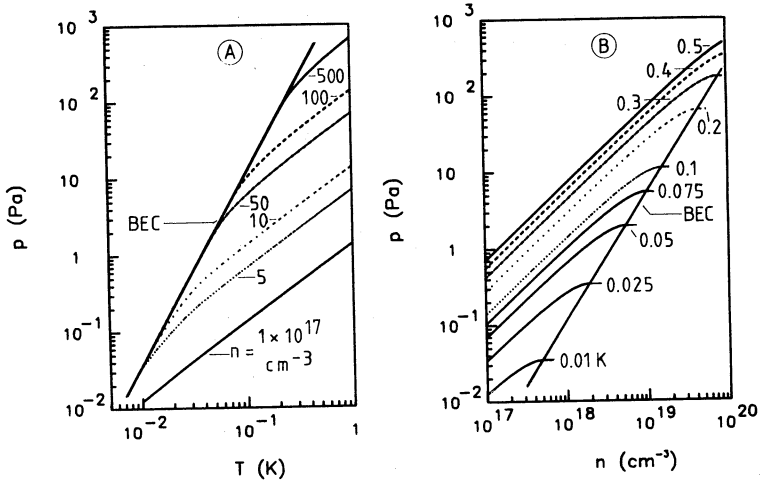 A
10^3
10^2
10
1
10^-1
10^-2
p (Pa)
500
100
50
BEC
10
5
n = 1 × 10^17
cm^-3
10^-2
10^-1
1
T (K)
B
10^3
10^2
10
1
10^-1
10^-2
p (Pa)
0.5
0.4
0.3
0.2
0.1
0.075
BEC
0.05
0.025
0.01 K
10^17
10^18
10^19
10^20
n (cm^-3)